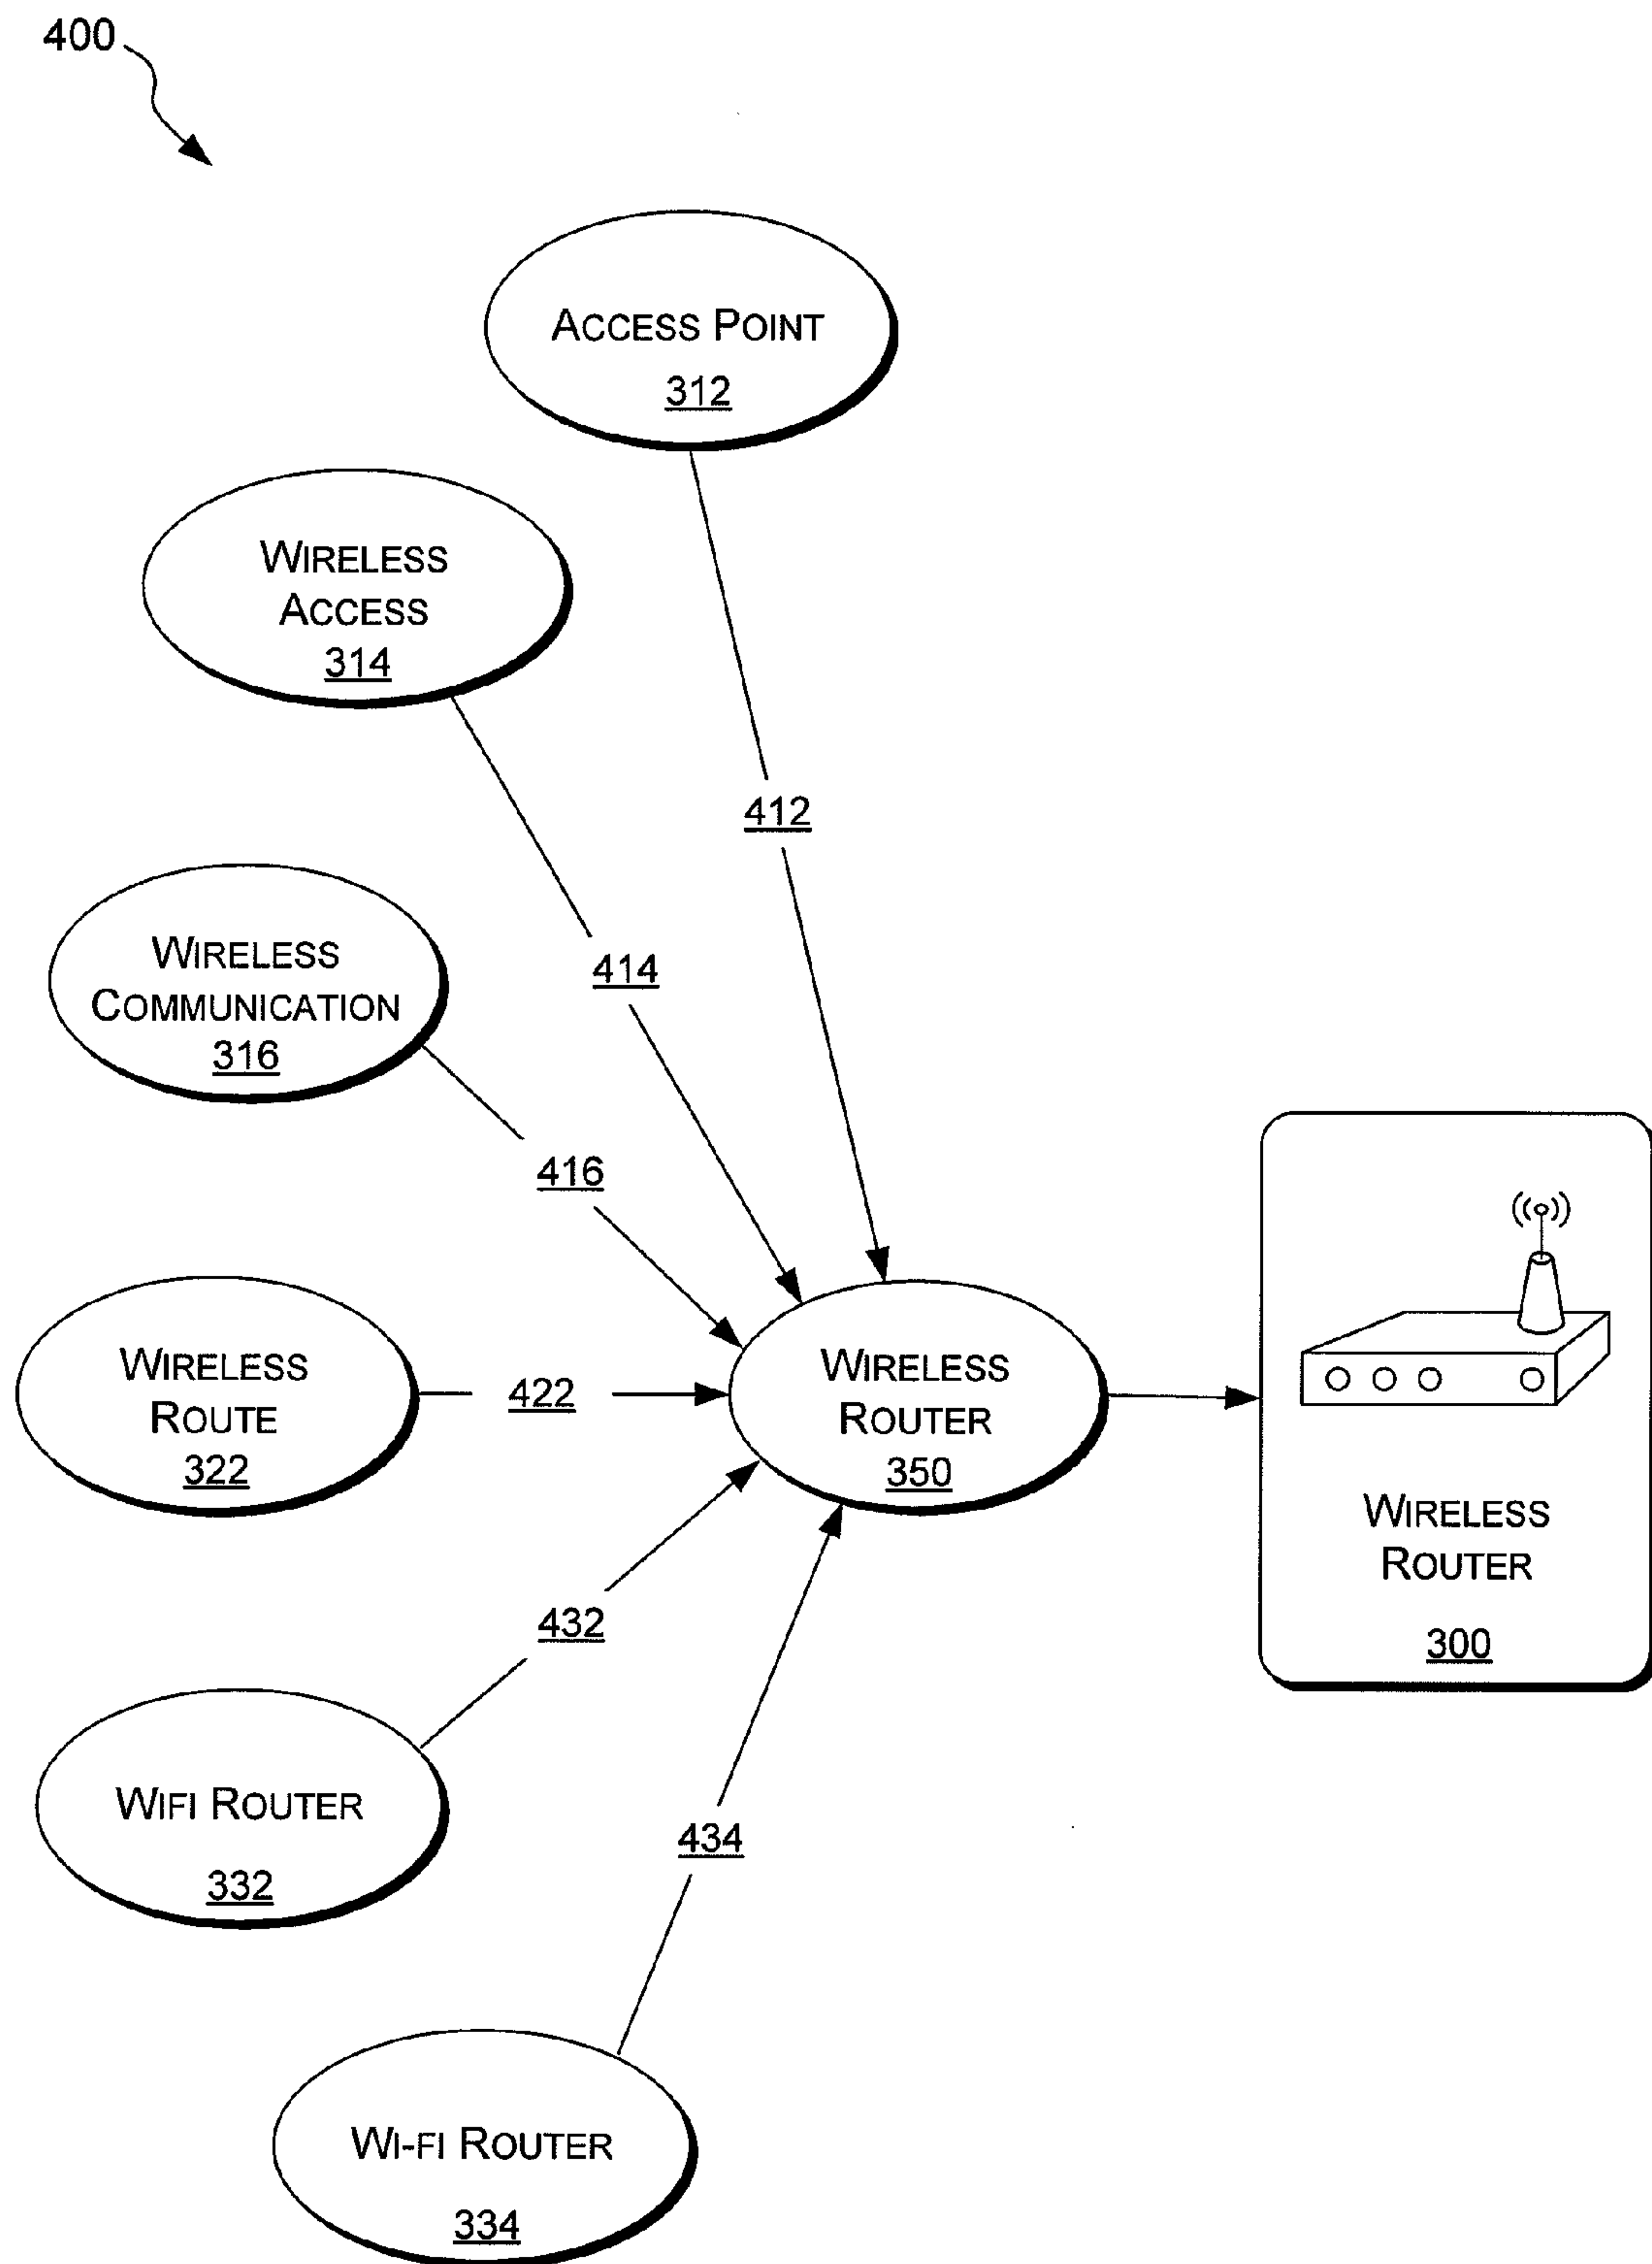 400
ACCESS POINT
312
WIRELESS
ACCESS
314
412
WIRELESS
COMMUNICATION
316
414
416
WIRELESS
ROUTE
322
422
WIRELESS
ROUTER
350
WIRELESS
ROUTER
300
432
WIFI ROUTER
332
434
WI-FI ROUTER
334